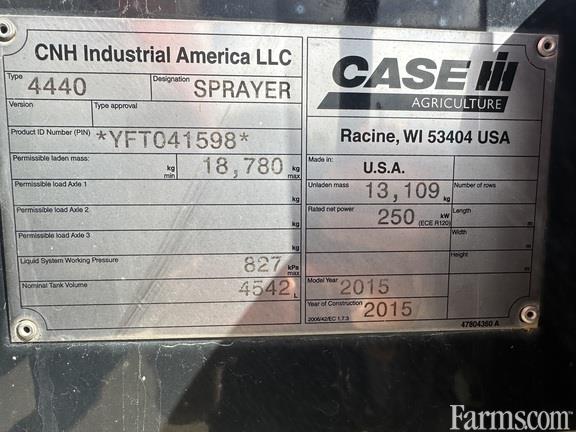 CNH Industrial America LLC
Type
4440
Designation
SPRAYER
Version
Type approval
Product ID Number (PIN)
*YFT041598*
Permissible laden mass:
kg
min
18,780
kg
max
Permissible load Axle 1
kg
Permissible load Axle 2
kg
Permissible load Axle 3
kg
Liquid System Working Pressure
827
kPa
max
Nominal Tank Volume
4542
L
CASE IH
AGRICULTURE
Racine, WI 53404 USA
Made in:
U.S.A.
Unladen mass
13,109
kg
Number of rows
Rated net power
250
kW
(ECE R120)
Length
m
Width
m
Height
m
Model Year
2015
Year of Construction
2006/42/EC 1.7.3
2015
47804360 A
Farms.com